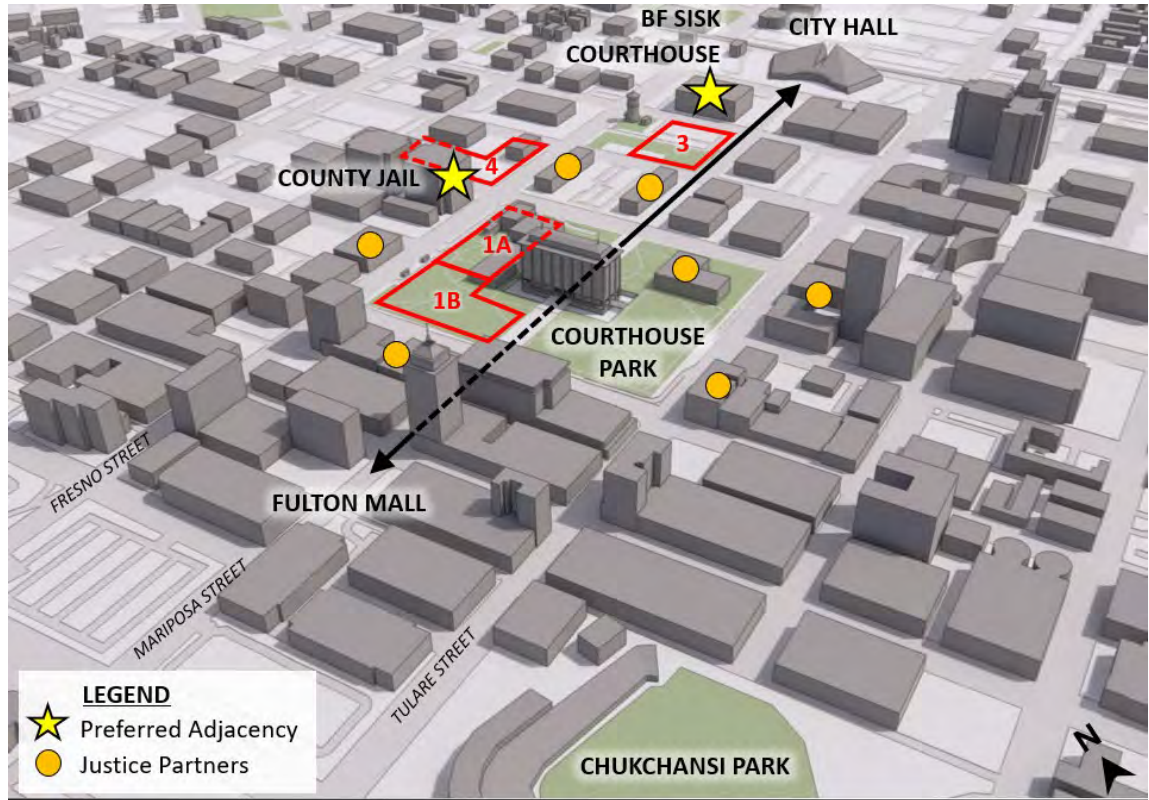 BF SISK
COURTHOUSE
CITY HALL
3
4
COUNTY JAIL
1A
1B
COURTHOUSE
PARK
FULTON MALL
FRESNO STREET
MARIPOSA STREET
TULARE STREET
LEGEND
Preferred Adjacency
Justice Partners
CHUKCHANSI PARK
N